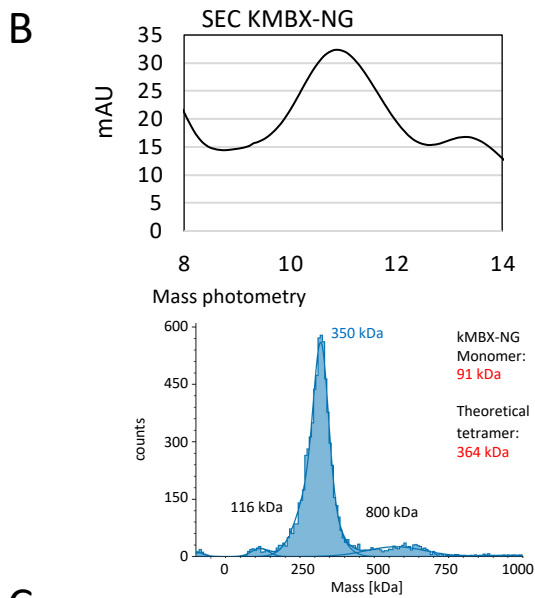 B
SEC KMBX-NG
35
30
25
20
15
10
5
0
mAU
8 10 12 14
Mass photometry
600
450
300
150
0
counts
350 kDa
116 kDa
800 kDa
kMBX-NG
Monomer:
91 kDa
Theoretical
tetramer:
364 kDa
0 250 500 750 1000
Mass [kDa]